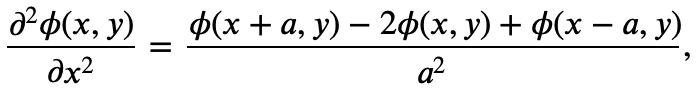 ∂²ϕ(x, y)/∂x² = (ϕ(x + a, y) − 2ϕ(x, y) + ϕ(x − a, y))/a²,